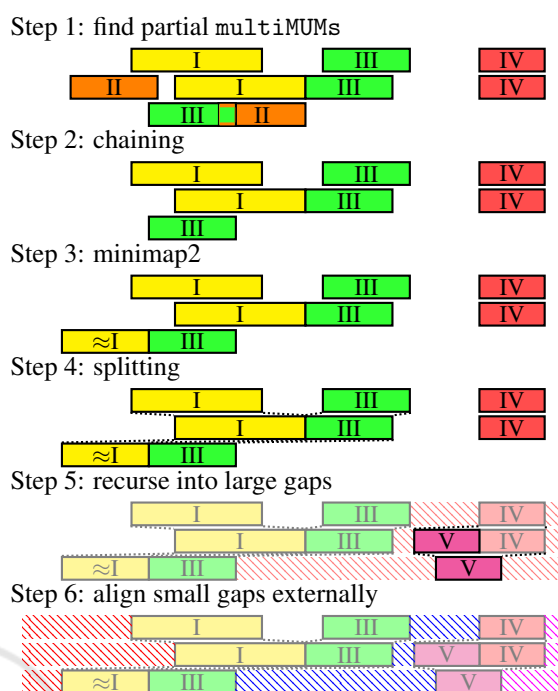 Step 1: find partial multiMUMs
I III IV
II I III IV
III II
Step 2: chaining
I III IV
I III IV
III
Step 3: minimap2
I III IV
I III IV
≈I III
Step 4: splitting
I III IV
I III IV
≈I III
Step 5: recurse into large gaps
I III IV
I III V IV
≈I III V
Step 6: align small gaps externally
I III IV
I III V IV
≈I III V